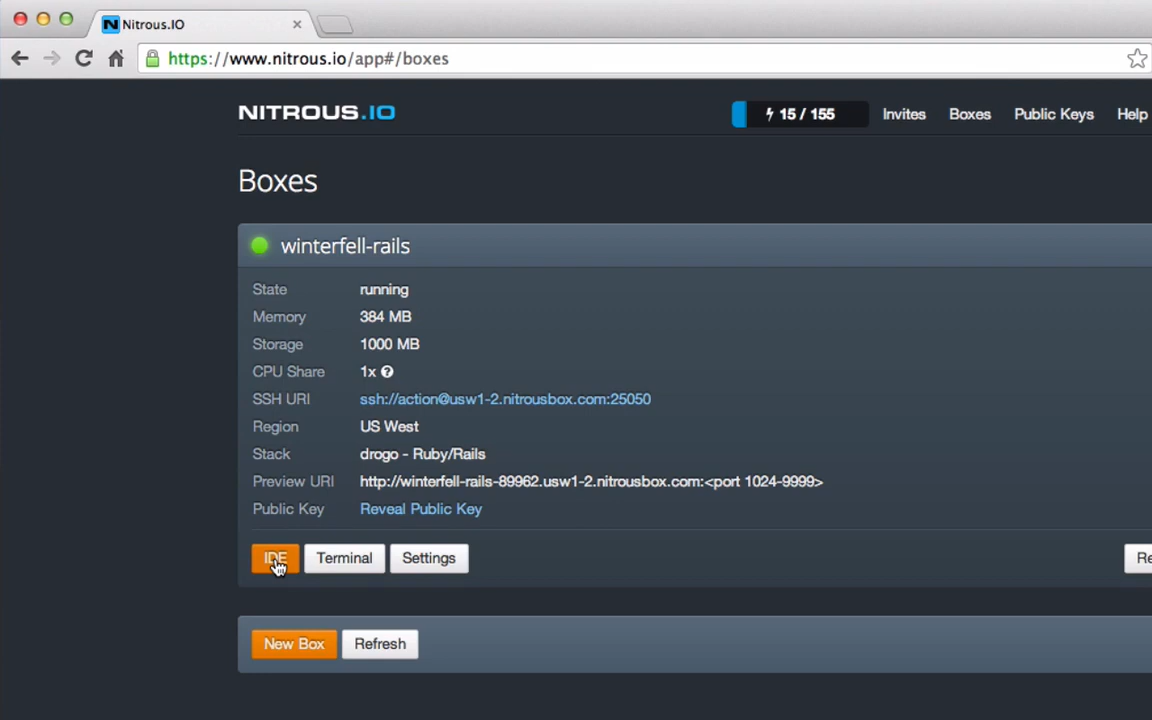 Nitrous.IO
https://www.nitrous.io/app#/boxes
NITROUS.IO 15 / 155 Invites Boxes Public Keys Help
Boxes
winterfell-rails
State running
Memory 384 MB
Storage 1000 MB
CPU Share 1x ?
SSH URI ssh://action@usw1-2.nitrousbox.com:25050
Region US West
Stack drogo - Ruby/Rails
Preview URI http://winterfell-rails-89962.usw1-2.nitrousbox.com:<port 1024-9999>
Public Key Reveal Public Key
IDE Terminal Settings Re
New Box Refresh